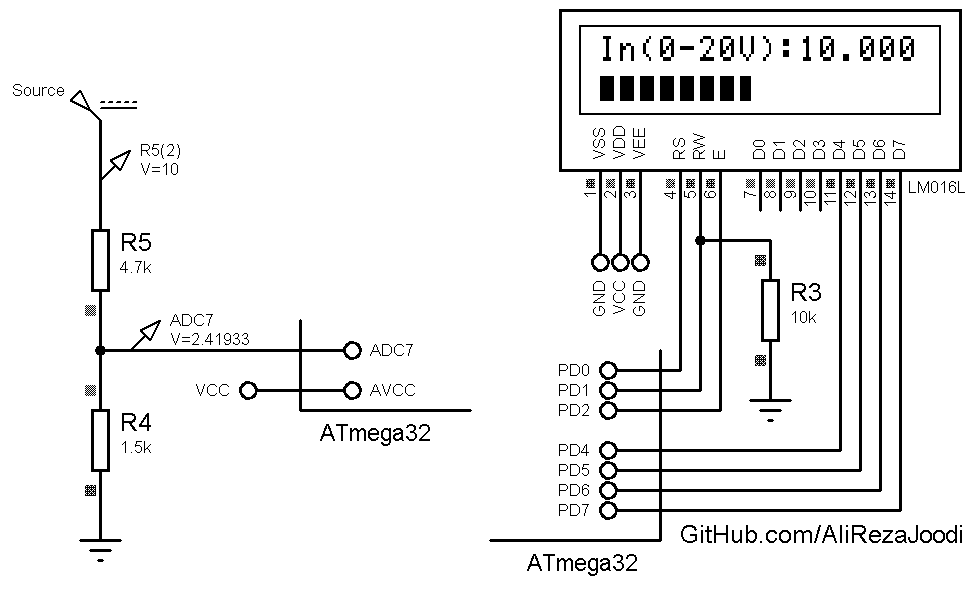 In(0-20V):10.000
VSS
VDD
VEE
RS
RW
E
D0
D1
D2
D3
D4
D5
D6
D7
1
2
3
4
5
6
7
8
9
10
11
12
13
14
LM016L
Source
R5(2)
V=10
R5
4.7k
ADC7
V=2.41933
ADC7
VCC
AVCC
ATmega32
R4
1.5k
GND
VCC
GND
R3
10k
PD0
PD1
PD2
PD4
PD5
PD6
PD7
GitHub.com/AliRezaJoodi
ATmega32